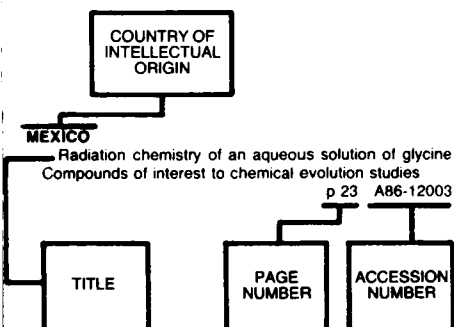 COUNTRY OF
INTELLECTUAL
ORIGIN
MEXICO
Radiation chemistry of an aqueous solution of glycine
Compounds of interest to chemical evolution studies
p 23 A86-12003
TITLE
PAGE
NUMBER
ACCESSION
NUMBER